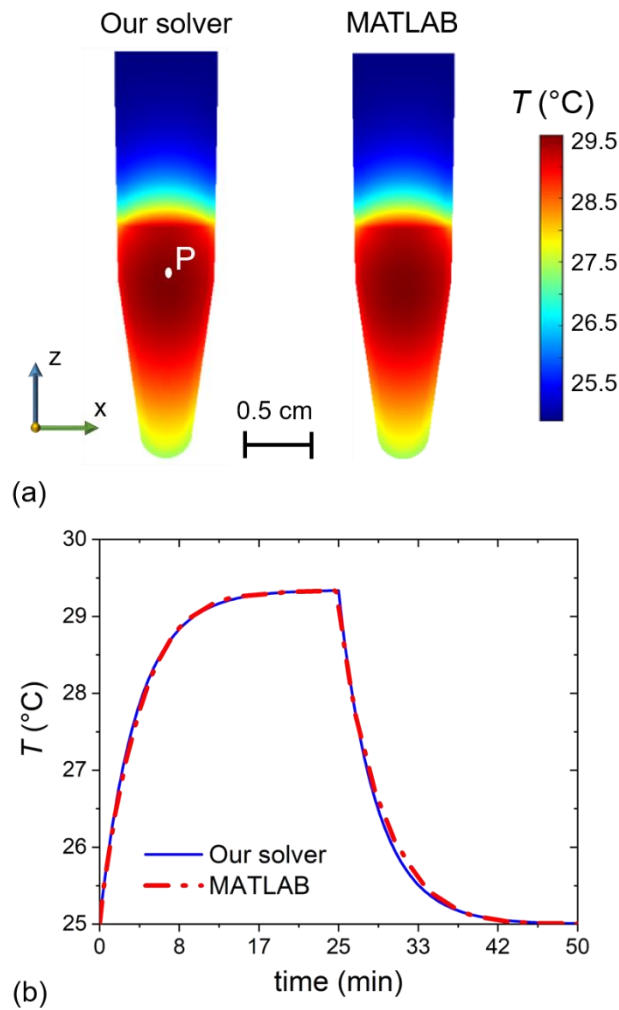 Our solver
MATLAB
T (°C)
29.5
28.5
27.5
26.5
25.5
P
z
x
0.5 cm
(a)
30
29
28
27
26
25
T (°C)
Our solver
MATLAB
0 8 17 25 33 42 50
time (min)
(b)